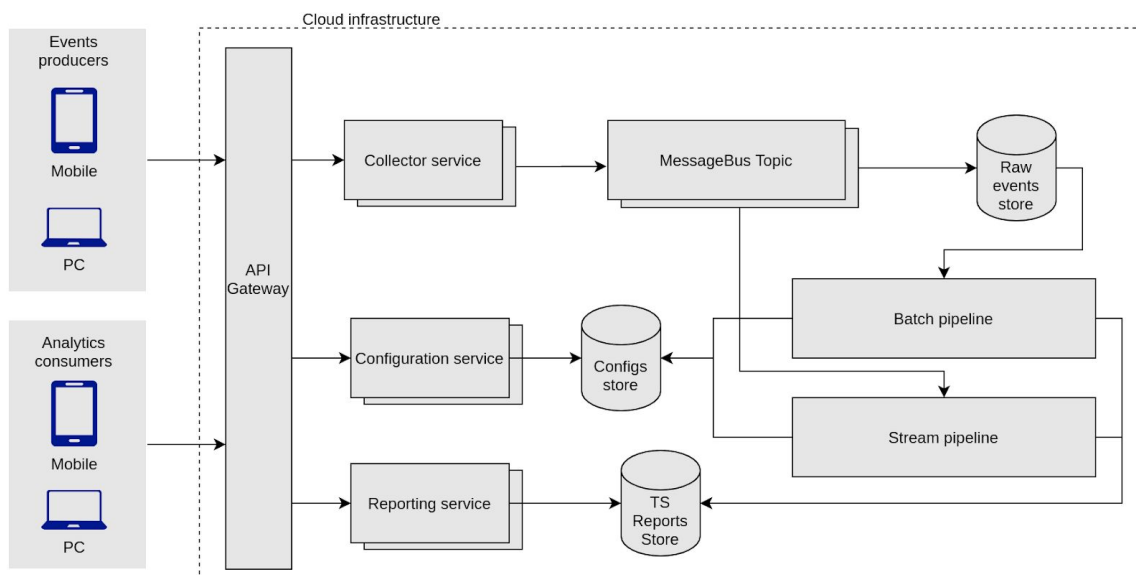 Cloud infrastructure
Events
producers
Mobile
PC
Analytics
consumers
Mobile
PC
API
Gateway
Collector service
MessageBus Topic
Raw
events
store
Batch pipeline
Configuration service
Configs
store
Stream pipeline
Reporting service
TS
Reports
Store